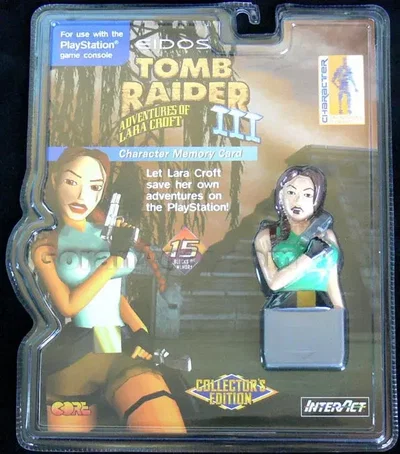 For use with the
PlayStation®
game console
eidos
TOMB
RAIDER
III
ADVENTURES OF
LARA CROFT
CHARACTER
Character Memory Card
Let Lara Croft
save her own
adventures on
the PlayStation!
15
MEMORY
COLLECTOR'S
EDITION
CORE
INTERACT